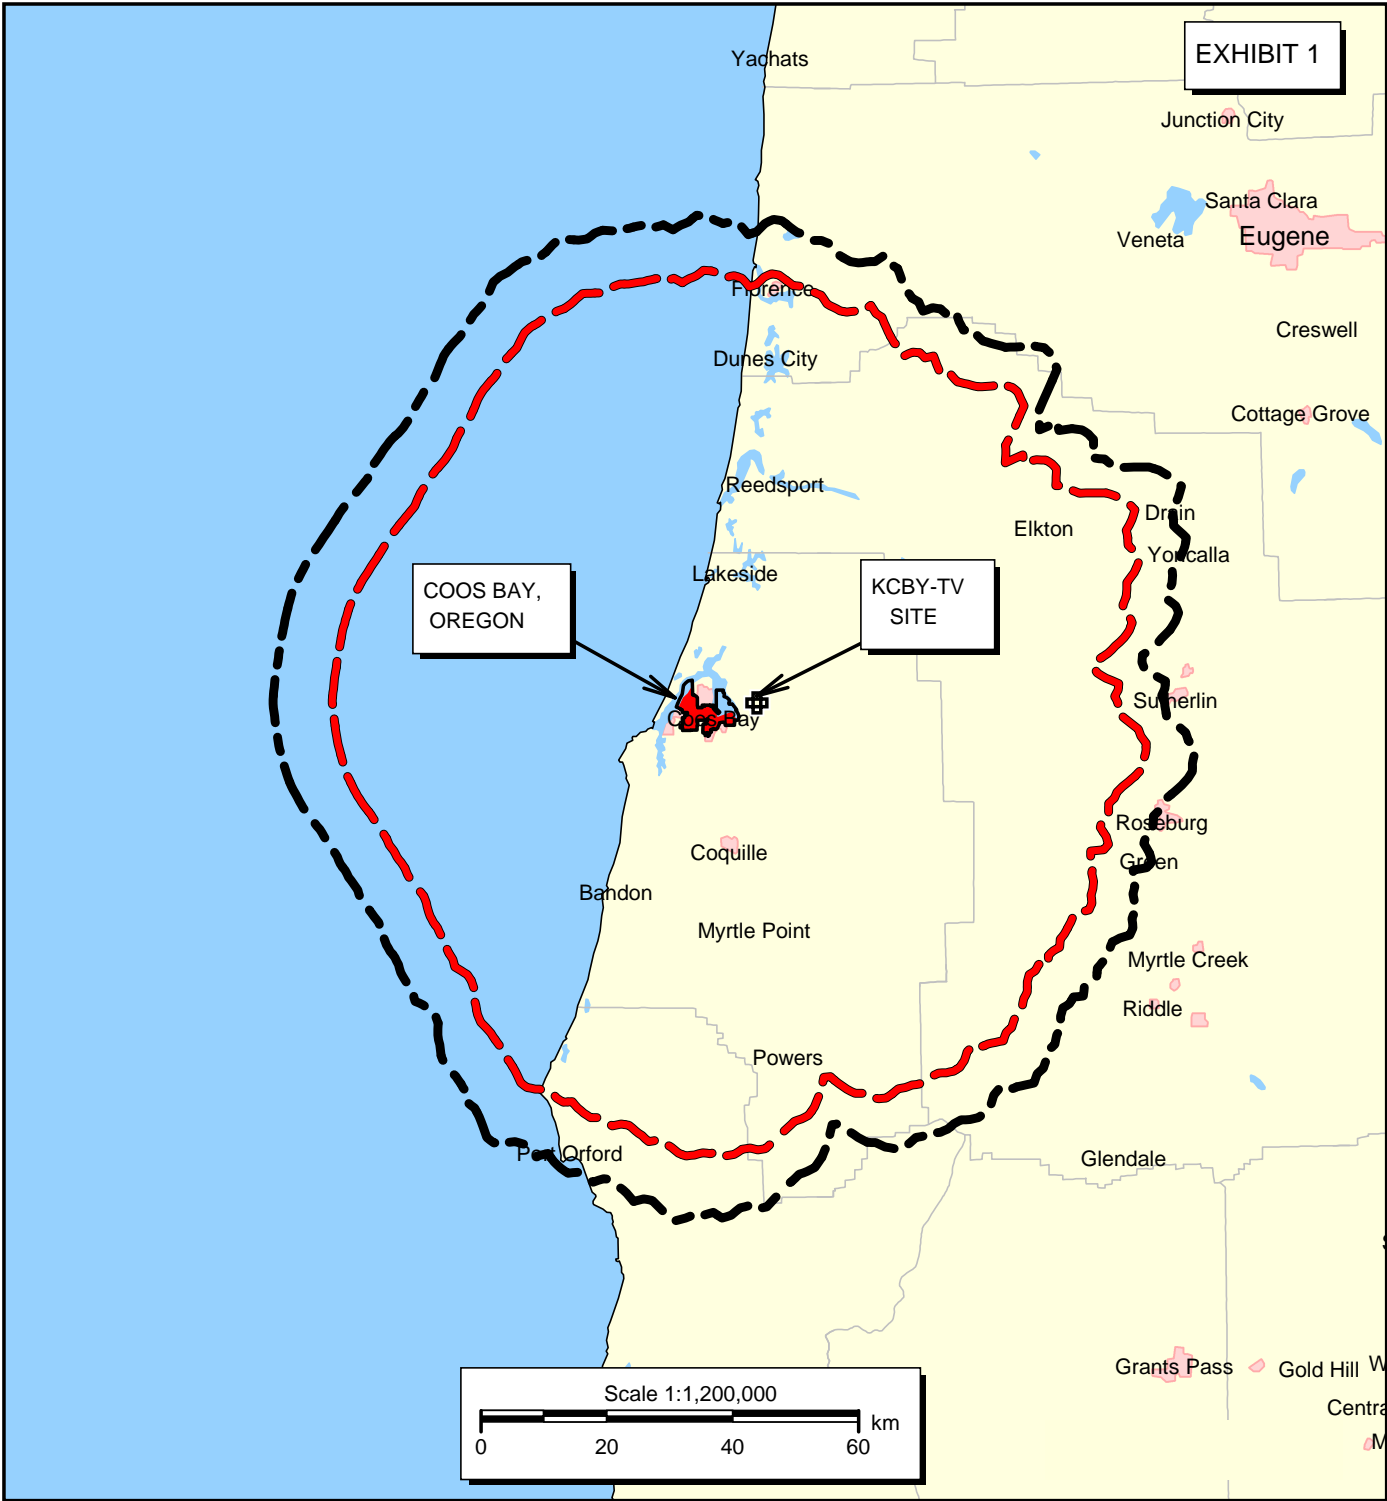 EXHIBIT 1
Yachats
Junction City
Santa Clara
Veneta
Eugene
Florence
Creswell
Dunes City
Cottage Grove
Reedsport
Drain
Elkton
Yoncalla
Lakeside
COOS BAY,
OREGON
KCBY-TV
SITE
Sutherlin
Coos Bay
Roseburg
Coquille
Green
Bandon
Myrtle Point
Myrtle Creek
Riddle
Powers
Port Orford
Glendale
Grants Pass
Gold Hill
W
Centra
M
Scale 1:1,200,000
km
0 20 40 60